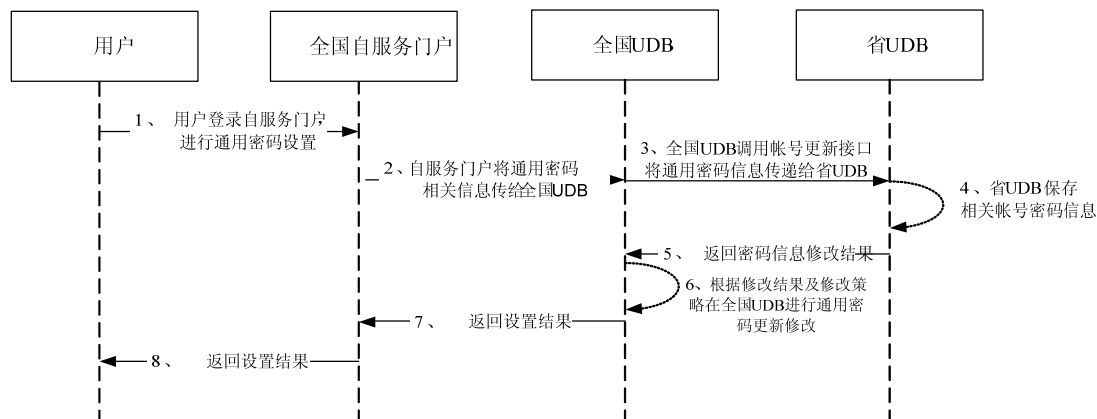 用户
全国自服务门户
全国UDB
省UDB
1、 用户登录自服务门户，
进行通用密码设置
2、自服务门户将通用密码
相关信息传给全国UDB
3、全国UDB调用帐号更新接口
将通用密码信息传递给省UDB
4、省UDB保存
相关帐号密码信息
5、 返回密码信息修改结果
6、根据修改结果及修改策
略在全国UDB进行通用密
码更新修改
7、 返回设置结果
8、 返回设置结果